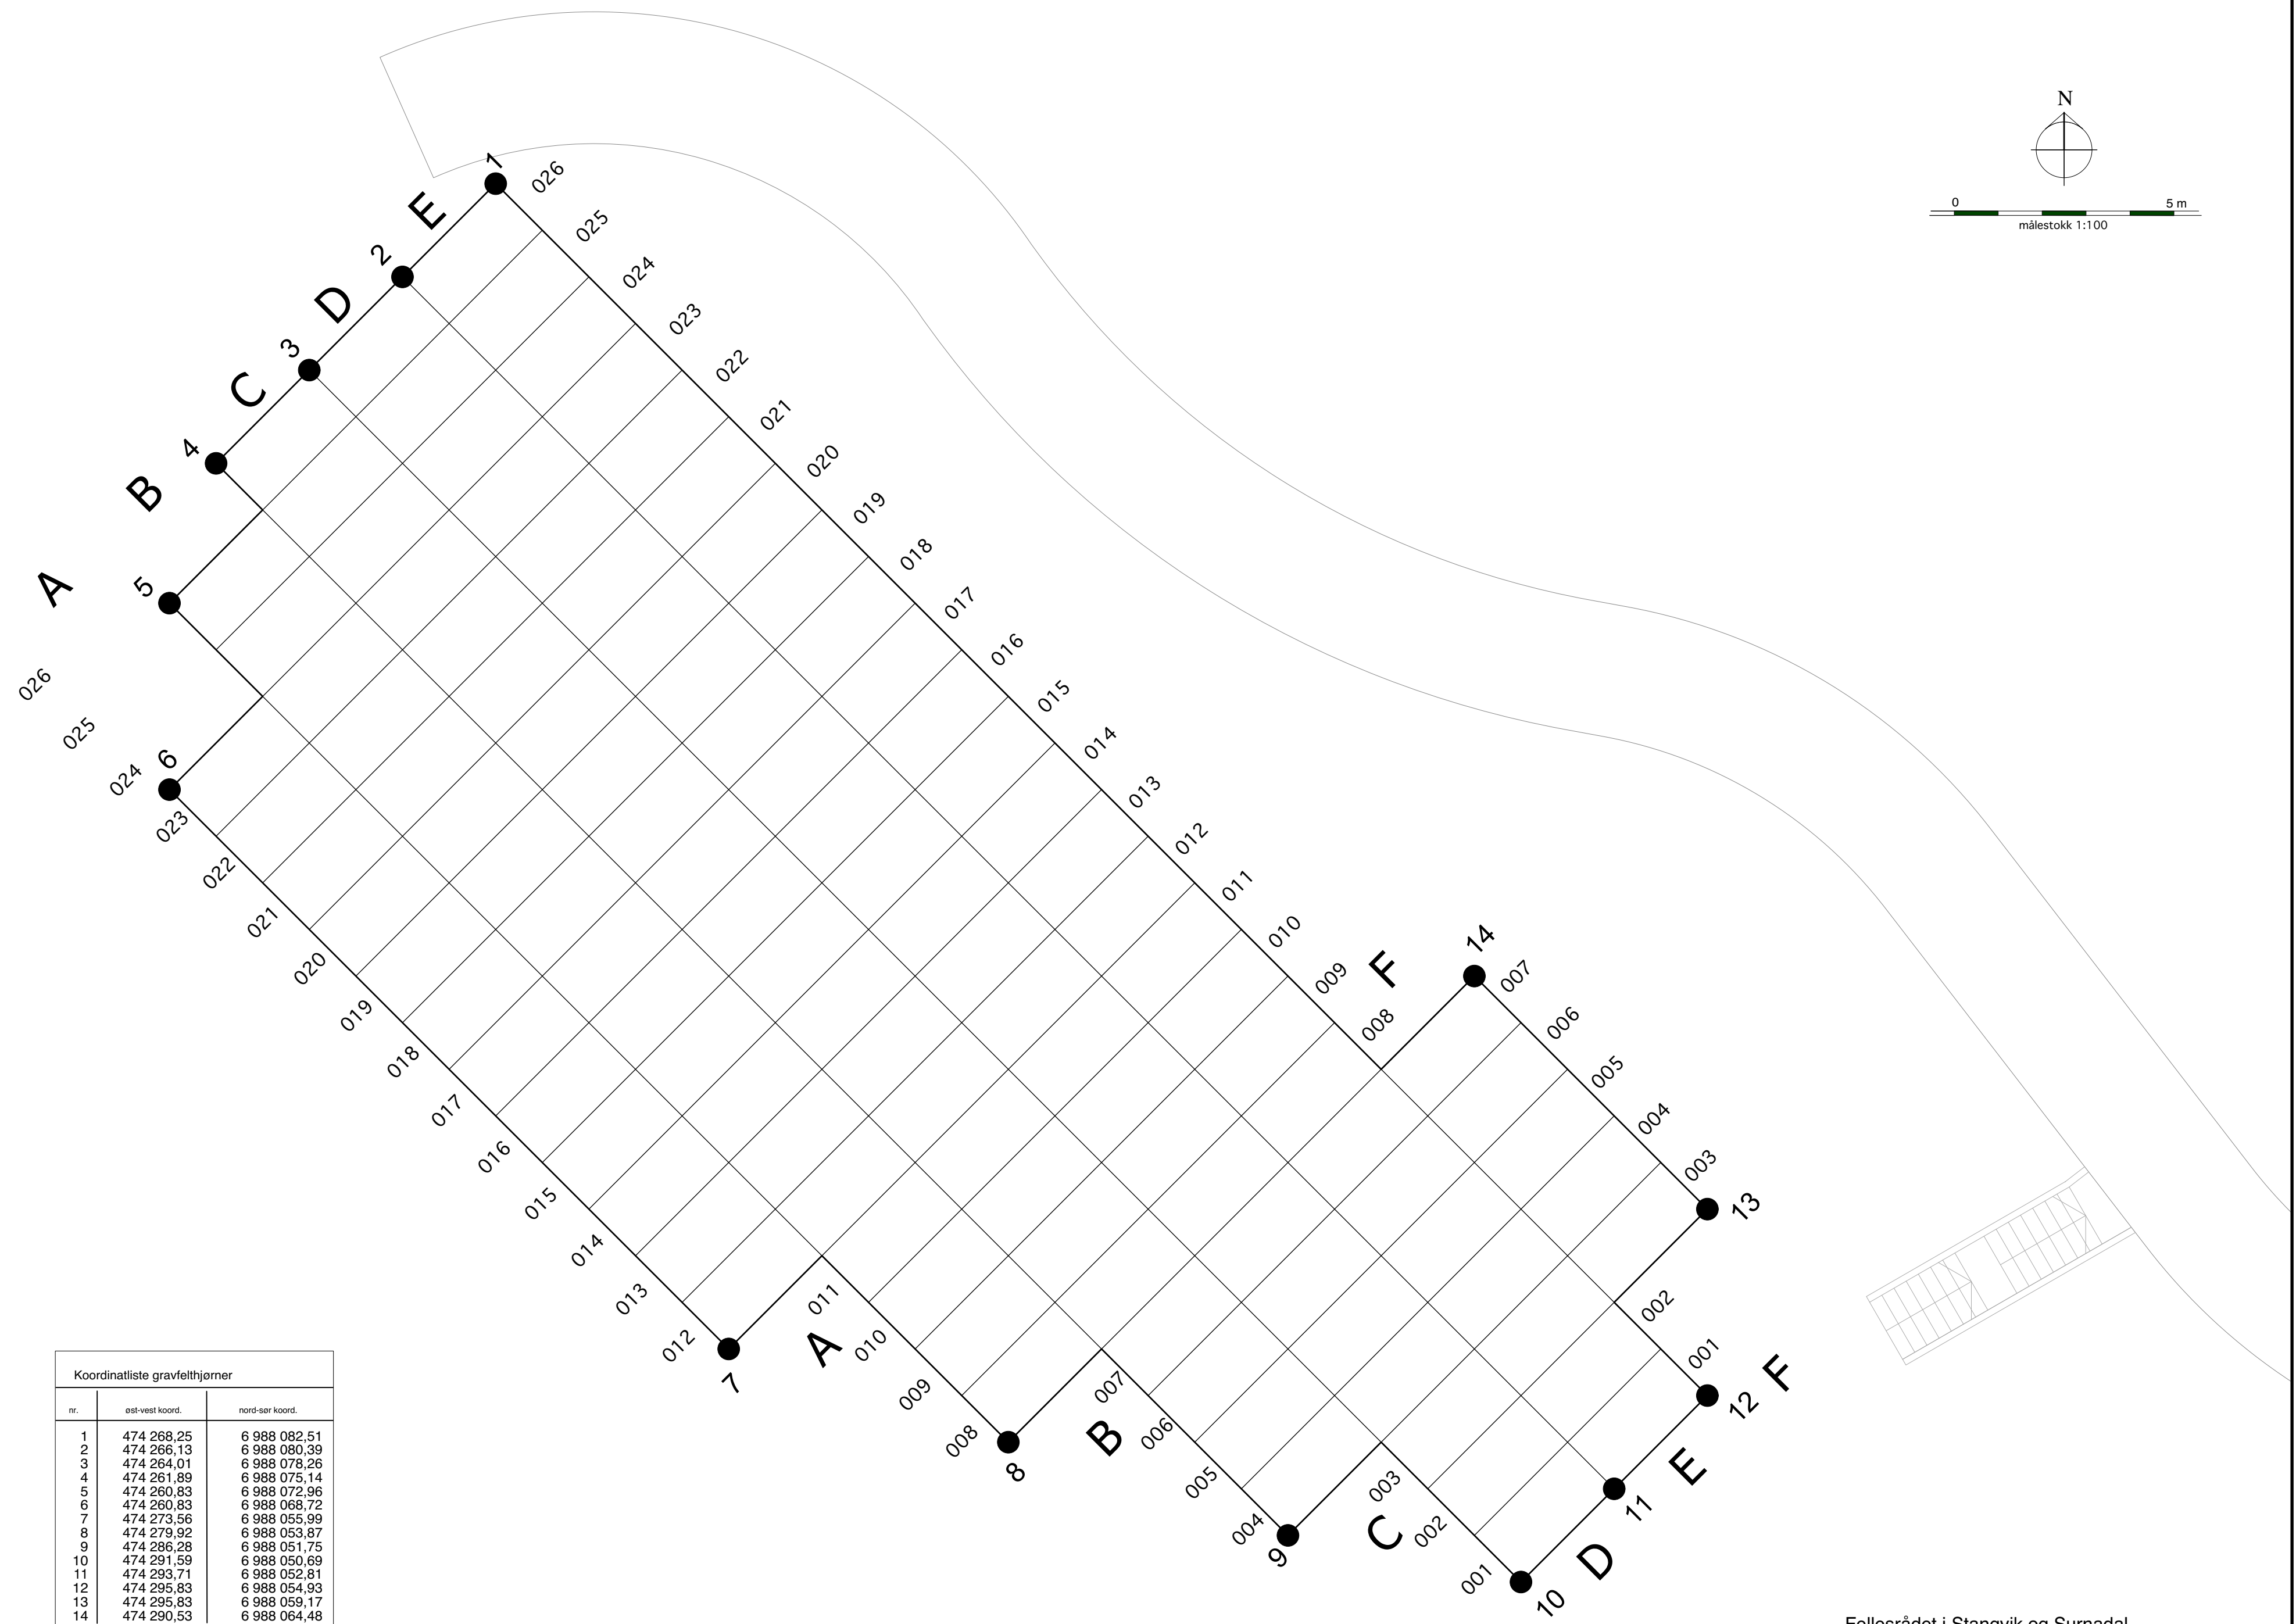 N
0 5 m
målestokk 1:100
1
2
3
4
5
6
E
D
C
B
A
026
025
024
023
022
021
020
019
018
017
016
015
014
013
012
011
010
009
008
F
14
007
006
005
004
003
13
002
001
12
F
11
E
10
D
026
025
024
023
022
021
020
019
018
017
016
015
014
013
012
7
A
011
010
009
008
8
B
007
006
005
004
9
C
003
002
001
Koordinatliste gravfelthjørner
nr. øst-vest koord. nord-sør koord.
1 474 268,25 6 988 082,51
2 474 266,13 6 988 080,39
3 474 264,01 6 988 078,26
4 474 261,89 6 988 075,14
5 474 260,83 6 988 072,96
6 474 260,83 6 988 068,72
7 474 273,56 6 988 055,99
8 474 279,92 6 988 053,87
9 474 286,28 6 988 051,75
10 474 291,59 6 988 050,69
11 474 293,71 6 988 052,81
12 474 295,83 6 988 054,93
13 474 295,83 6 988 059,17
14 474 290,53 6 988 064,48
Fellesrådet i Stangvik og Surnadal